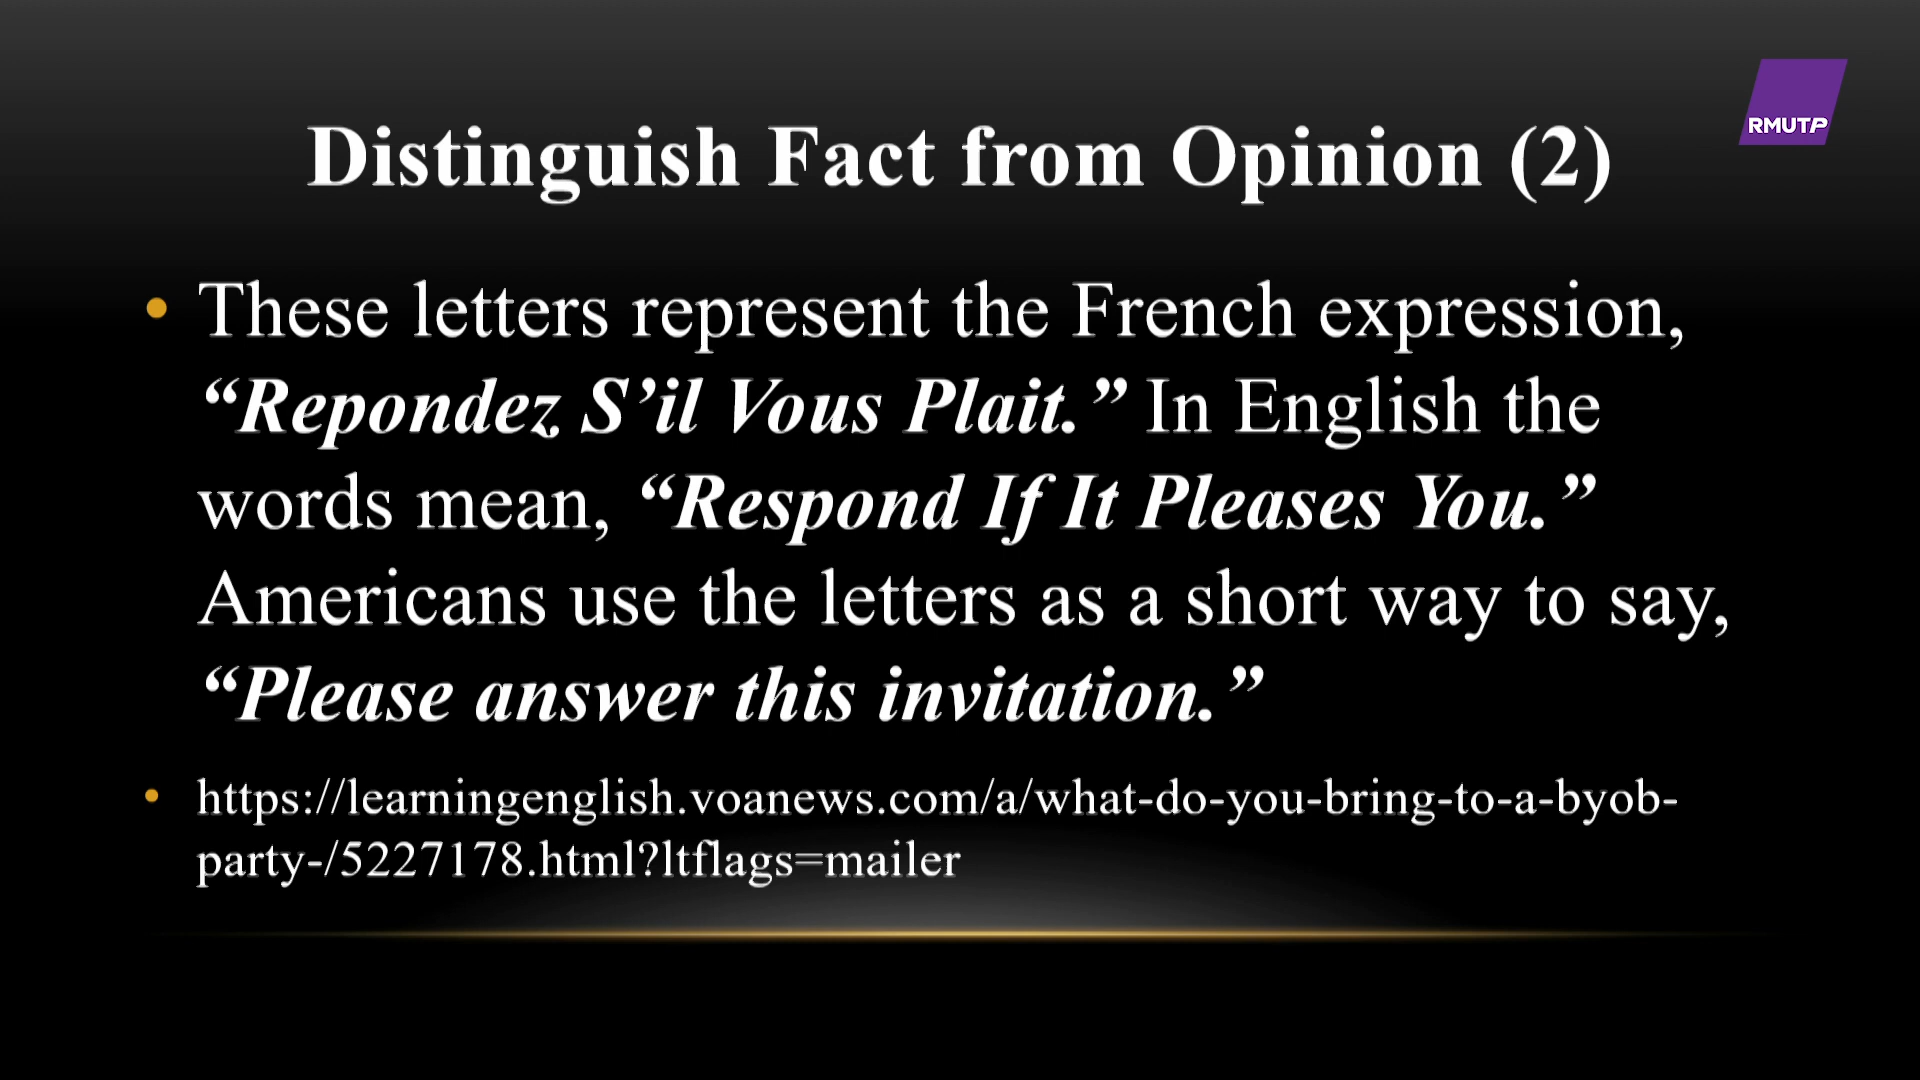 RMUTP
Distinguish Fact from Opinion (2)
• These letters represent the French expression,
“Repondez S’il Vous Plait.” In English the
words mean, “Respond If It Pleases You.”
Americans use the letters as a short way to say,
“Please answer this invitation.”
• https://learningenglish.voanews.com/a/what-do-you-bring-to-a-byob-
party-/5227178.html?ltflags=mailer